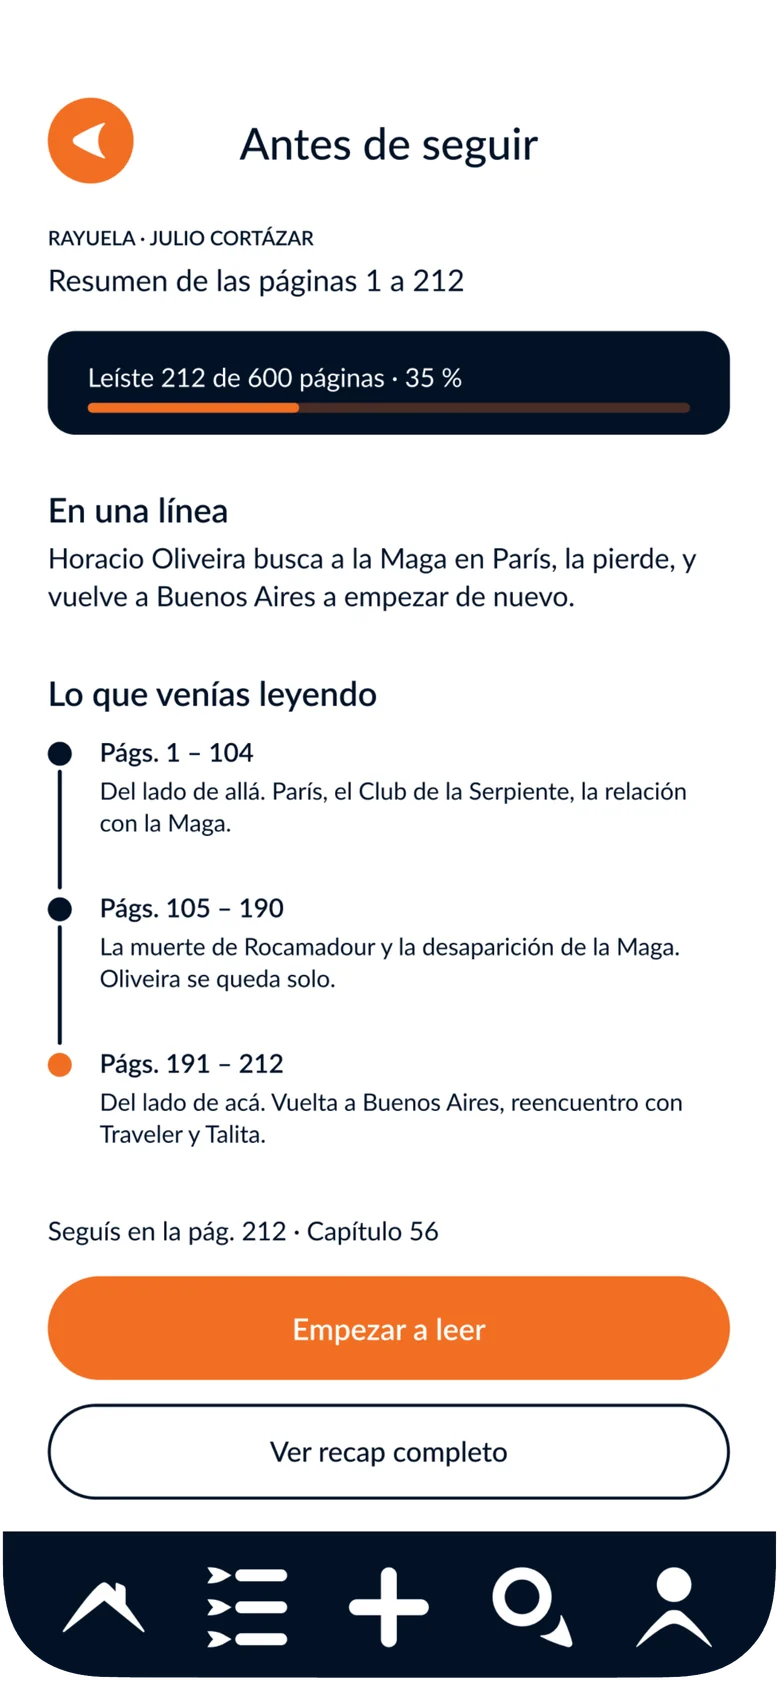 Antes de seguir
RAYUELA · JULIO CORTÁZAR
Resumen de las páginas 1 a 212
Leíste 212 de 600 páginas · 35 %
En una línea
Horacio Oliveira busca a la Maga en París, la pierde, y
vuelve a Buenos Aires a empezar de nuevo.
Lo que venías leyendo
Págs. 1 – 104
Del lado de allá. París, el Club de la Serpiente, la relación
con la Maga.
Págs. 105 – 190
La muerte de Rocamadour y la desaparición de la Maga.
Oliveira se queda solo.
Págs. 191 – 212
Del lado de acá. Vuelta a Buenos Aires, reencuentro con
Traveler y Talita.
Seguís en la pág. 212 · Capítulo 56
Empezar a leer
Ver recap completo